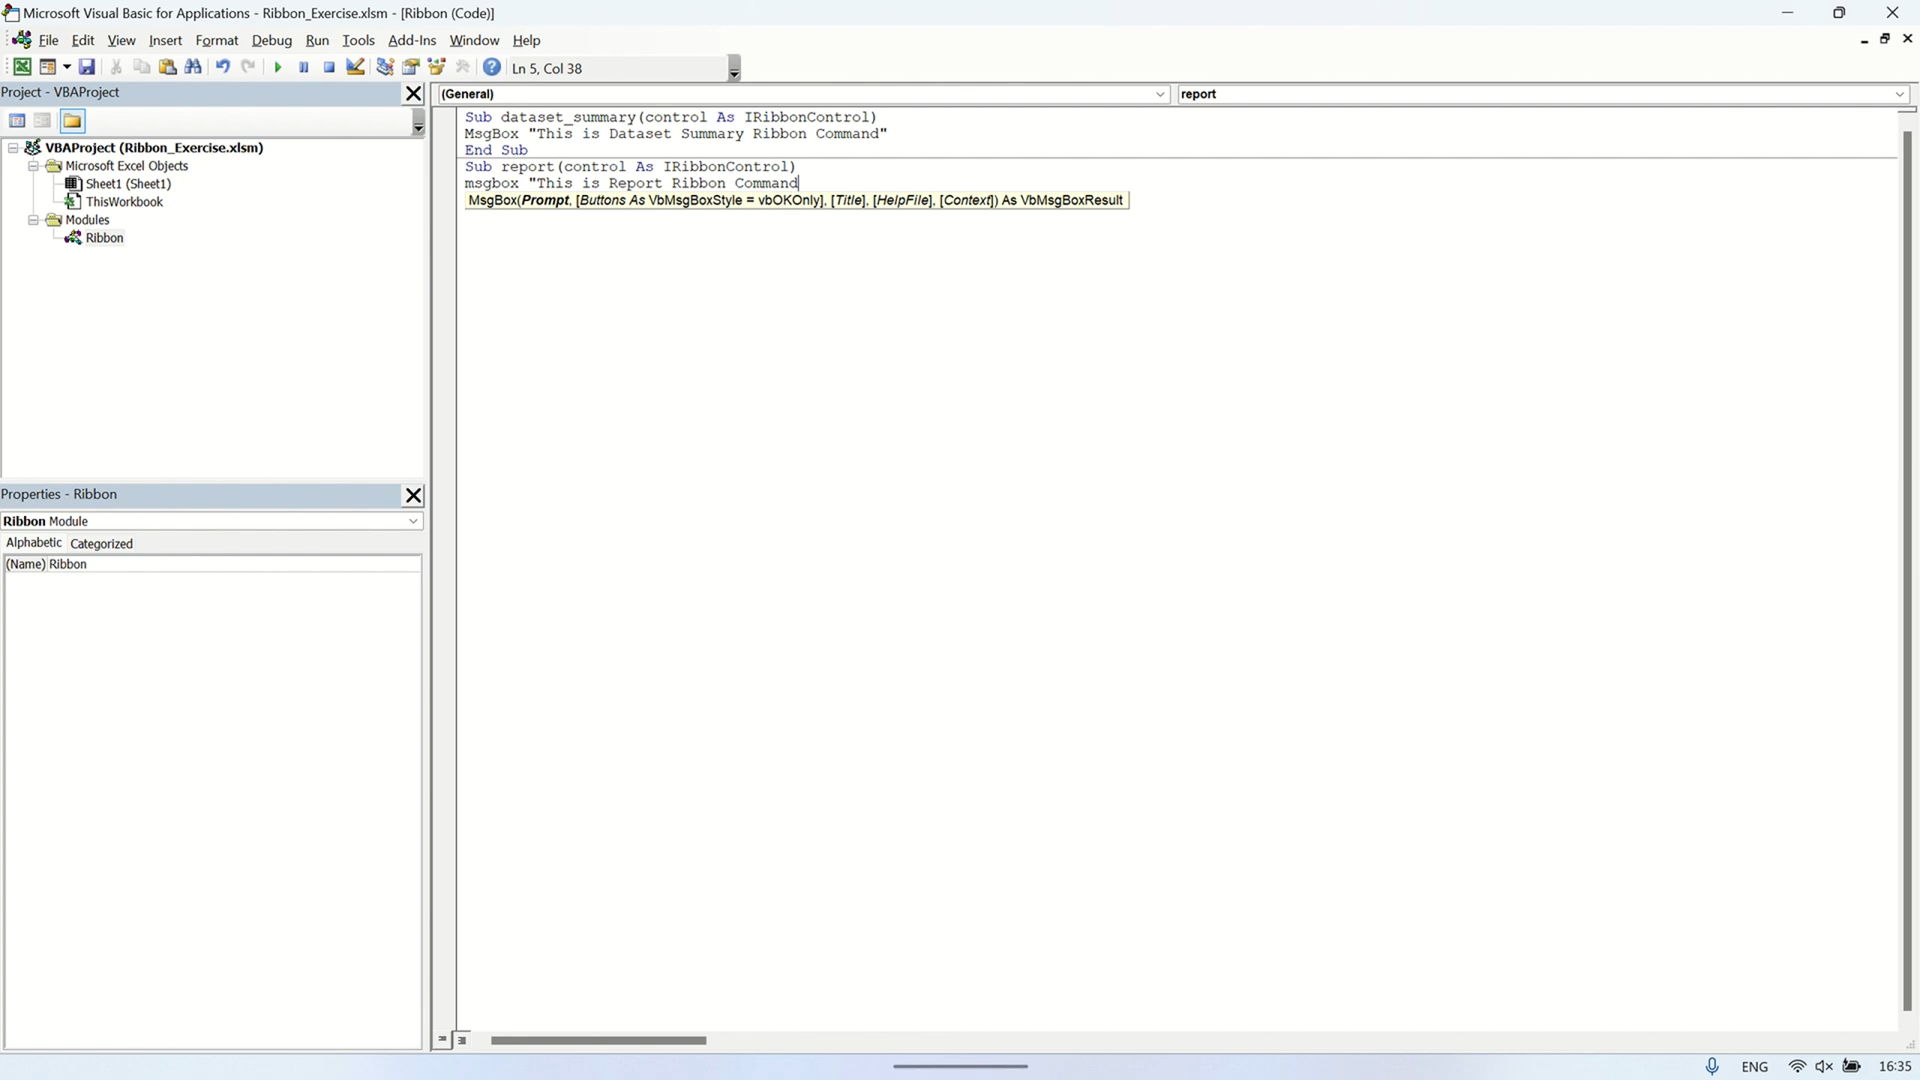 Microsoft Visual Basic for Applications - Ribbon_Exercise.xlsm - [Ribbon (Code)]
File Edit View Insert Format Debug Run Tools Add-Ins Window Help
Ln 5, Col 38
Project - VBAProject
VBAProject (Ribbon_Exercise.xlsm)
Microsoft Excel Objects
Sheet1 (Sheet1)
ThisWorkbook
Modules
Ribbon
Properties - Ribbon
Ribbon Module
Alphabetic Categorized
(Name) Ribbon
(General) report
Sub dataset_summary(control As IRibbonControl)
MsgBox "This is Dataset Summary Ribbon Command"
End Sub
Sub report(control As IRibbonControl)
msgbox "This is Report Ribbon Command
MsgBox(Prompt, [Buttons As VbMsgBoxStyle = vbOKOnly], [Title], [HelpFile], [Context]) As VbMsgBoxResult
ENG 16:35